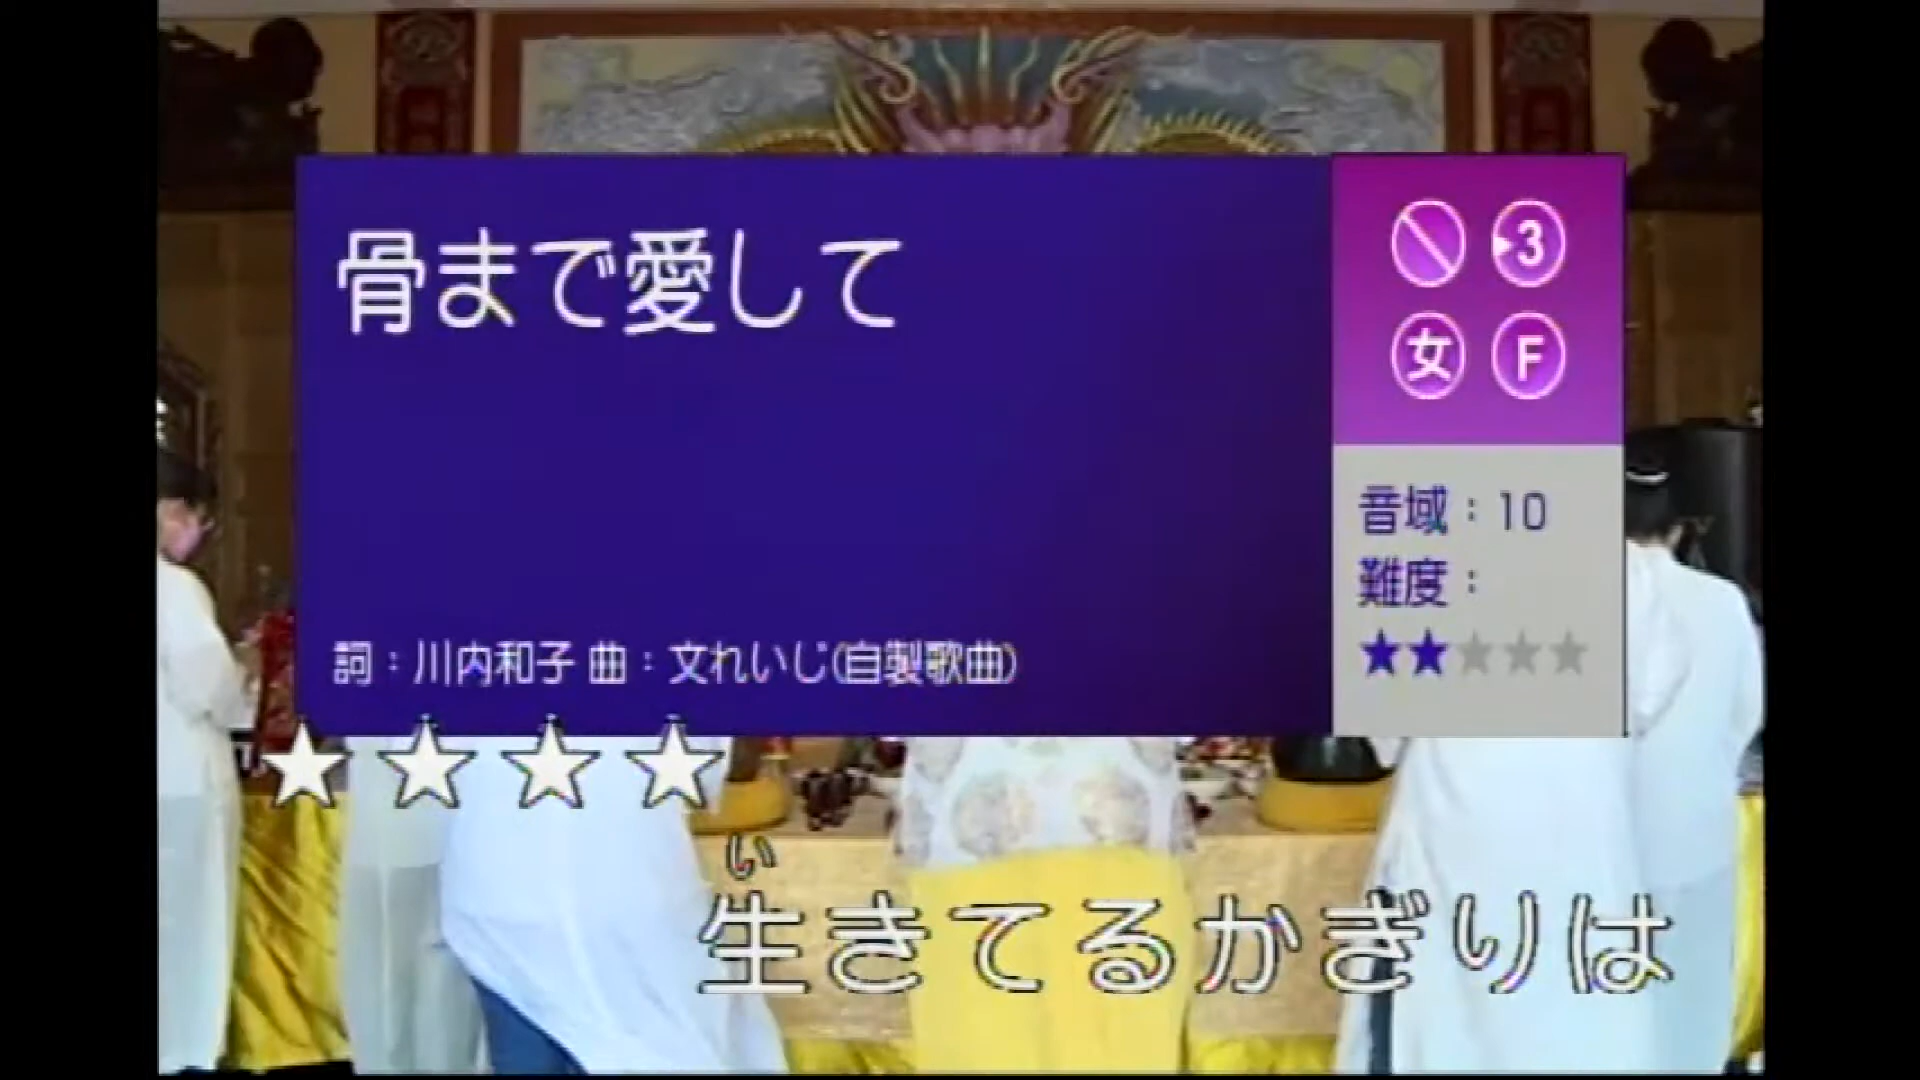 骨まで愛して
3
女 F
音域：10
難度：
★★★★★
詞：川内和子 曲：文れいじ(自製歌曲)
★★★★
い
生きてるかぎりは